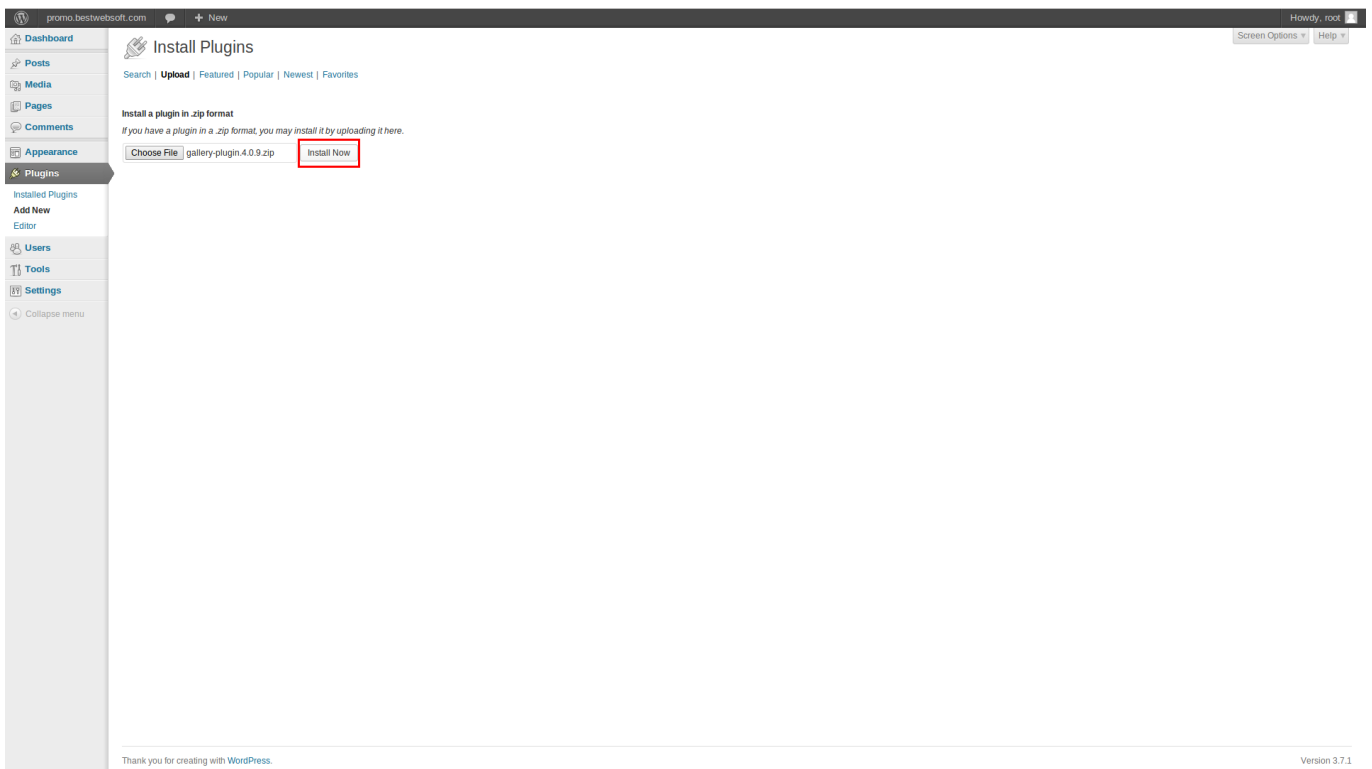 promo.bestwebsoft.com + New Howdy, root
Screen Options Help
Dashboard
Posts
Media
Pages
Comments
Appearance
Plugins
Installed Plugins
Add New
Editor
Users
Tools
Settings
Collapse menu
Install Plugins
Search | Upload | Featured | Popular | Newest | Favorites
Install a plugin in .zip format
If you have a plugin in a .zip format, you may install it by uploading it here.
Choose File gallery-plugin.4.0.9.zip Install Now
Thank you for creating with WordPress. Version 3.7.1